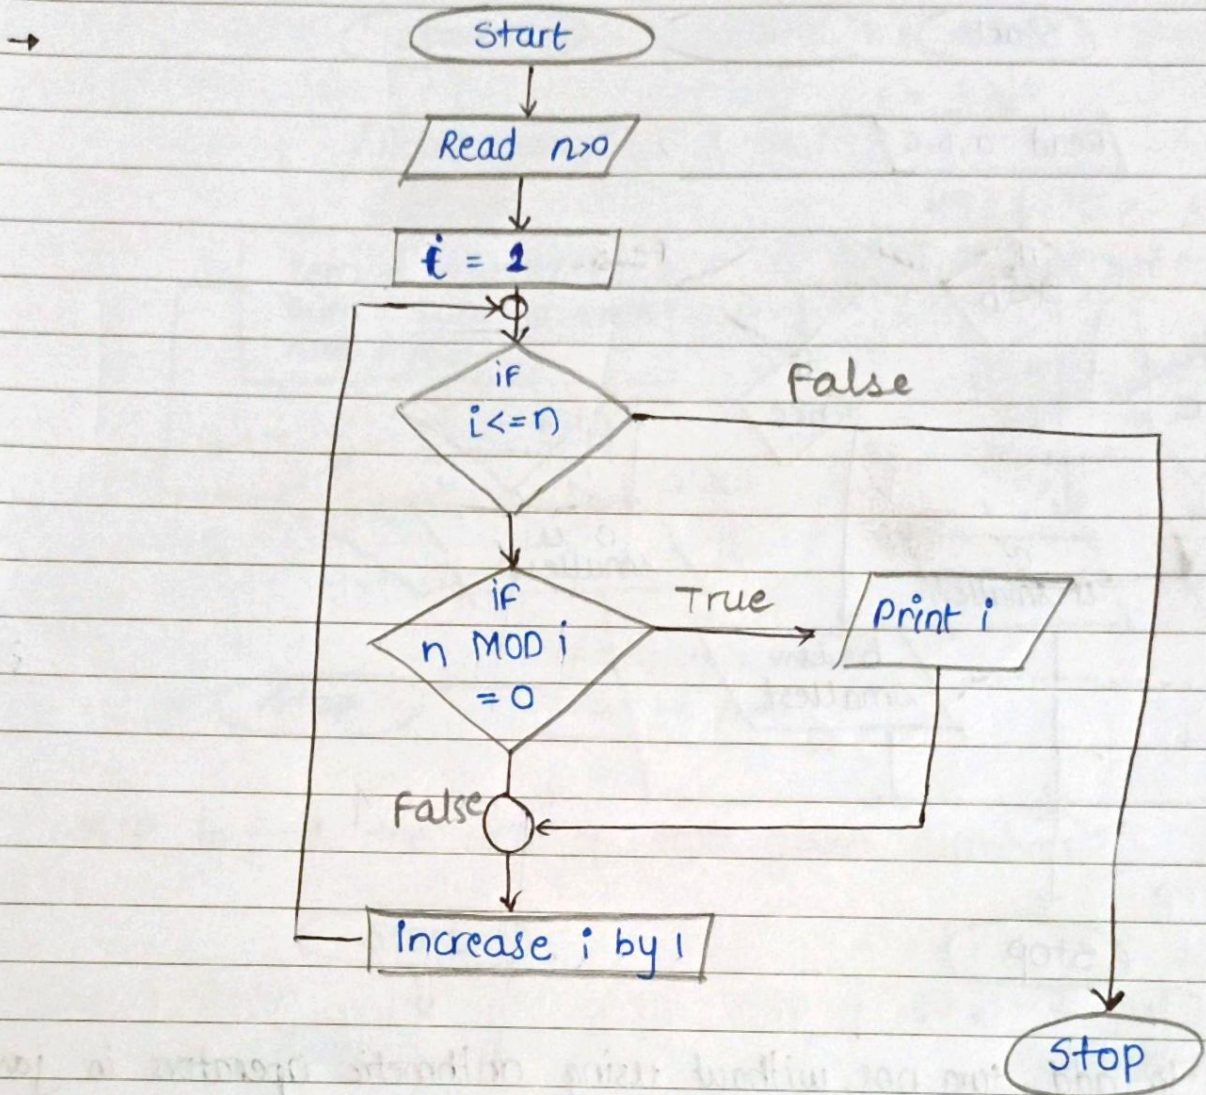 →
Start
Read n>0
i = 1
if
i<=n
False
if
n MOD i
= 0
True
Print i
False
increase i by 1
Stop